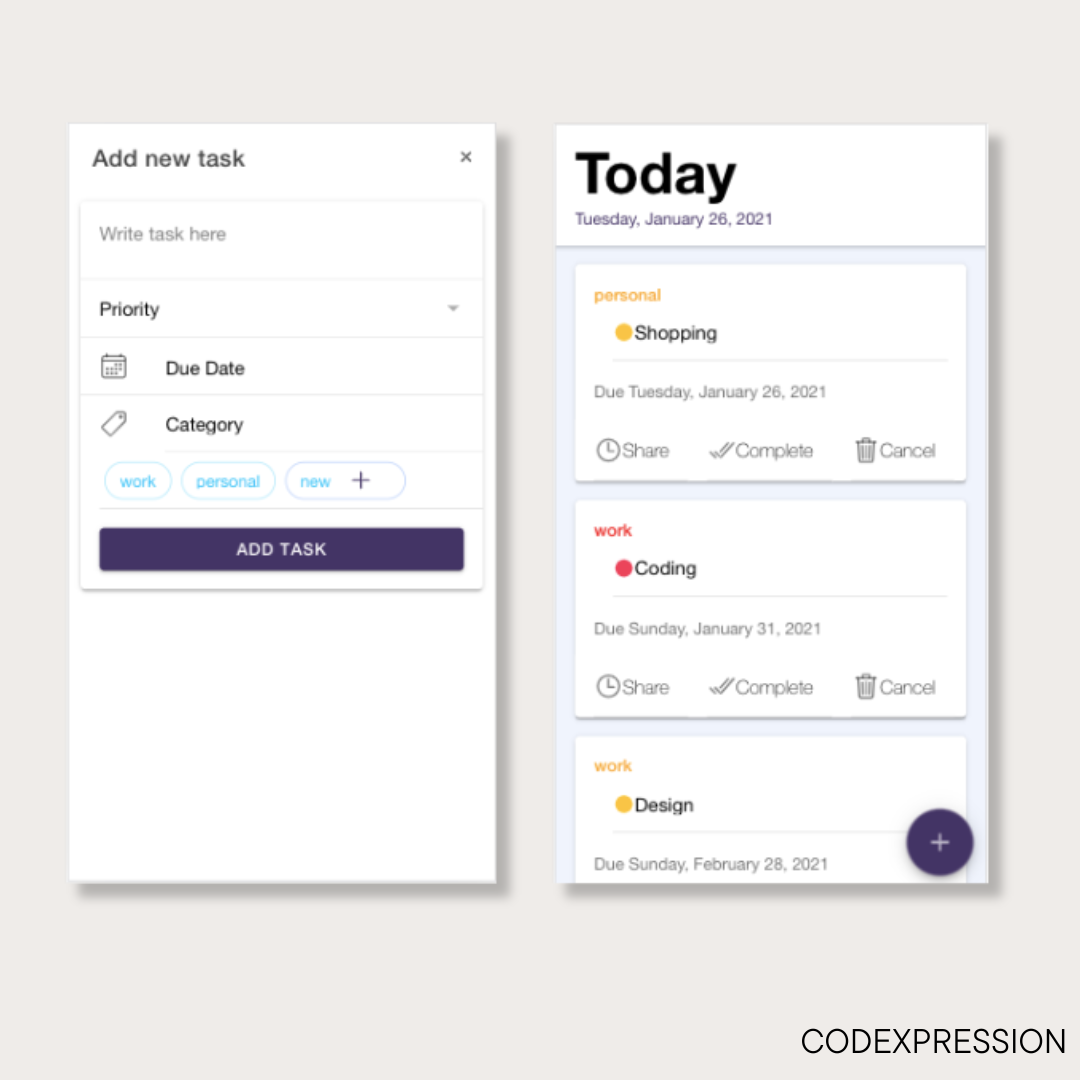 Add new task ×
Write task here
Priority
Due Date
Category
work personal new +
ADD TASK
Today
Tuesday, January 26, 2021
personal
Shopping
Due Tuesday, January 26, 2021
Share Complete Cancel
work
Coding
Due Sunday, January 31, 2021
Share Complete Cancel
work
Design
Due Sunday, February 28, 2021
+
CODEXPRESSION